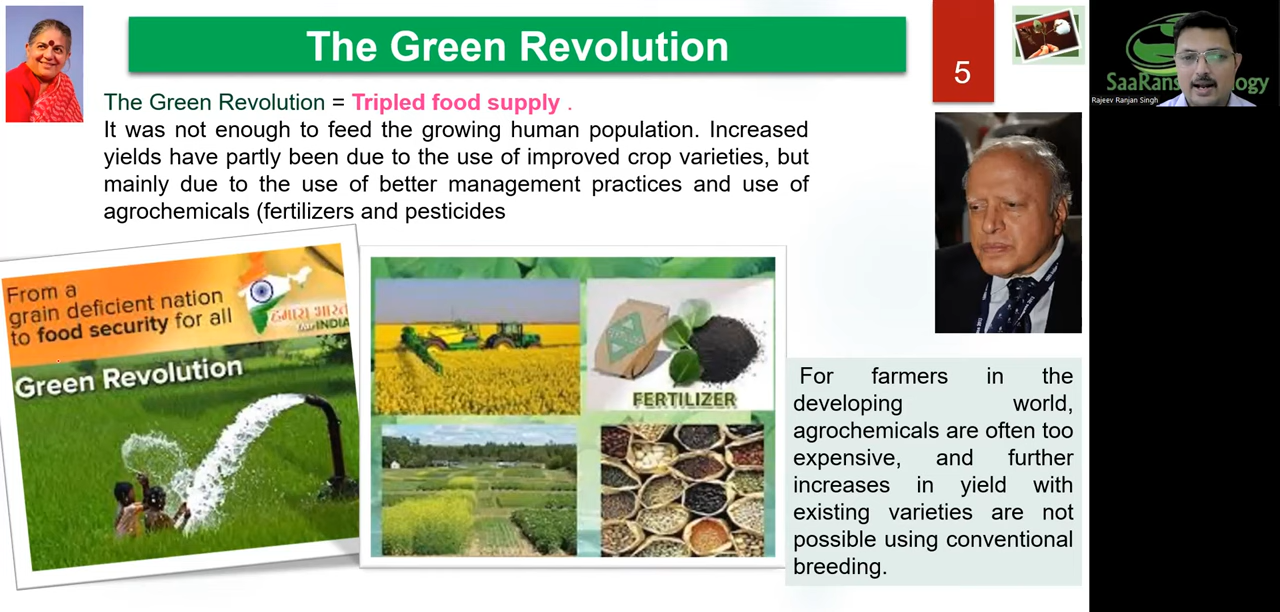 The Green Revolution
5
SaaRans ology
Rajeev Ranjan Singh
The Green Revolution = Tripled food supply .
It was not enough to feed the growing human population. Increased
yields have partly been due to the use of improved crop varieties, but
mainly due to the use of better management practices and use of
agrochemicals (fertilizers and pesticides
From a
grain deficient nation
to food security for all
हमारा भारत
INDIA
Green Revolution
FERTILIZER
For farmers in the
developing world,
agrochemicals are often too
expensive, and further
increases in yield with
existing varieties are not
possible using conventional
breeding.